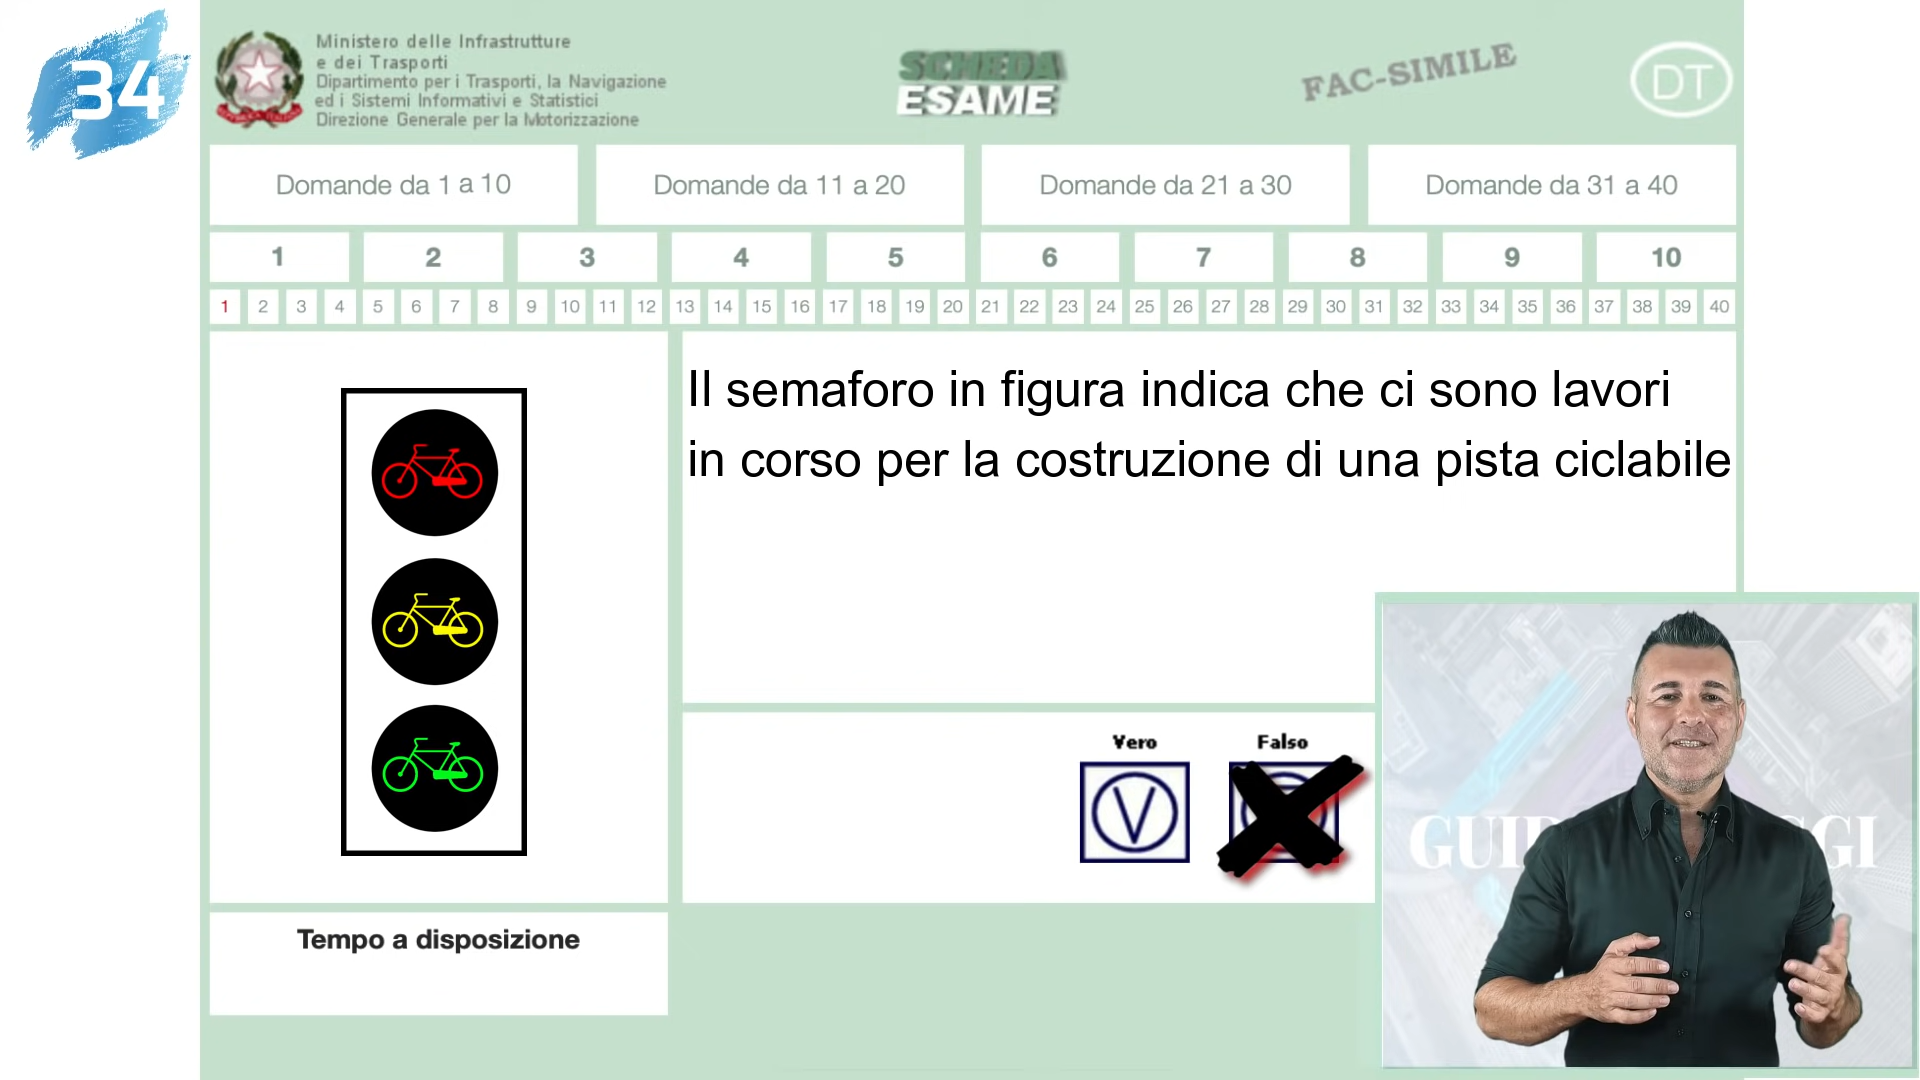 34
Ministero delle Infrastrutture
e dei Trasporti
Dipartimento per i Trasporti, la Navigazione
ed i Sistemi Informativi e Statistici
Direzione Generale per la Motorizzazione
SCHEDA
ESAME
FAC-SIMILE
DT
Domande da 1 a 10
Domande da 11 a 20
Domande da 21 a 30
Domande da 31 a 40
1 2 3 4 5 6 7 8 9 10
1 2 3 4 5 6 7 8 9 10 11 12 13 14 15 16 17 18 19 20 21 22 23 24 25 26 27 28 29 30 31 32 33 34 35 36 37 38 39 40
Il semaforo in figura indica che ci sono lavori
in corso per la costruzione di una pista ciclabile
Vero Falso
V
Tempo a disposizione